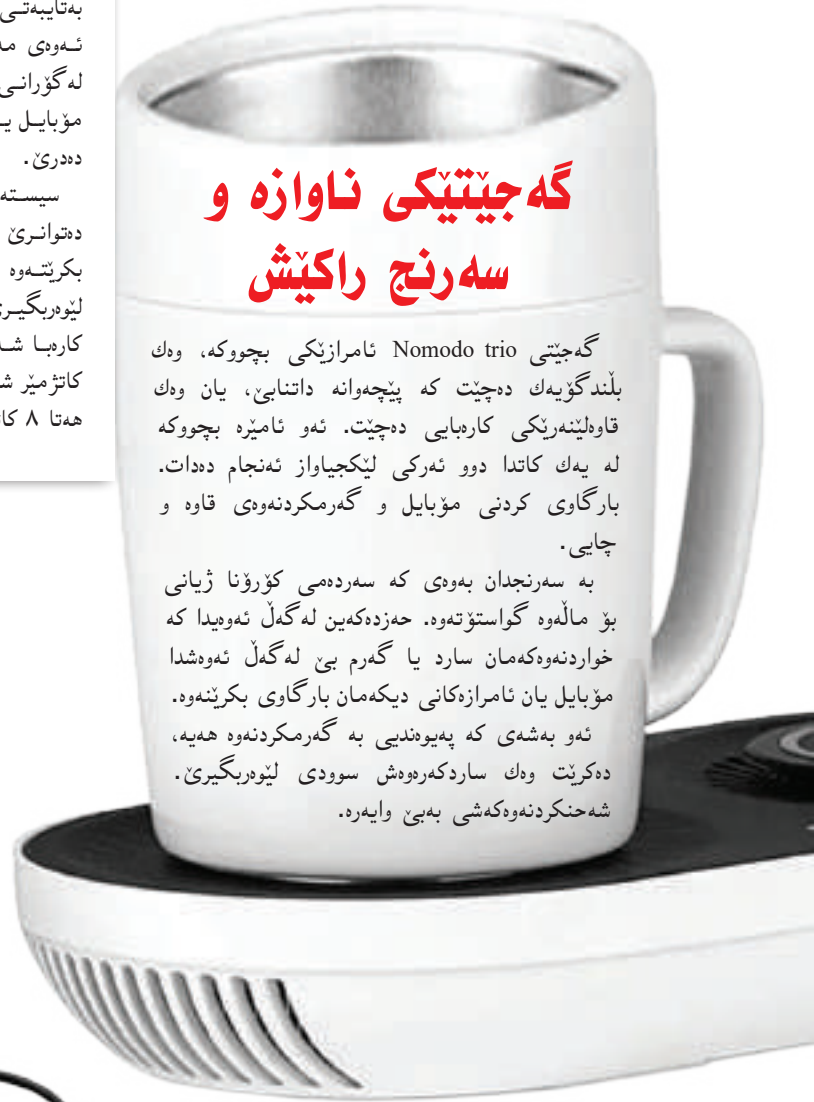 گەجێتێکی ناوازە و
سەرنج راکێش
گەجێتی Nomodo trio ئامرازێکی بچووکە، وەك
بڵندگۆیەك دەچێت کە پێچەوانە داتنابێ، یان وەك
قاوەلێنەرێکی کارەبایی دەچێت. ئەو ئامێرە بچووکە
لە یەك کاتدا دوو ئەرکی لێکجیاواز ئەنجام دەدات.
بارگاوی کردنی مۆبایل و گەرمکردنەوەی قاوە و
چایی.
بە سەرنجدان بەوەی کە سەردەمی کۆرۆنا ژیانی
بۆ ماڵەوە گواستۆتەوە. حەزدەکەین لەگەڵ ئەوەیدا کە
خواردنەوەکەمان سارد یا گەرم بێ لەگەڵ ئەوەشدا
مۆبایل یان ئامرازەکانی دیکەمان بارگاوی بکرێنەوە.
ئەو بەشەی کە پەیوەندیی بە گەرمکردنەوە هەیە،
دەکرێت وەك ساردکەرەوەش سوودی لێوەربگیرێ.
شەحنکردنەوەکەشی بەبێ وایەرە.
بەتایبەتی
ئەوەی
لەگۆرانی
مۆبایل
دەدرێ.
دەتوانرێ
بکرێتەوە
کارەبا
کاتژمێر
هەتا ٨